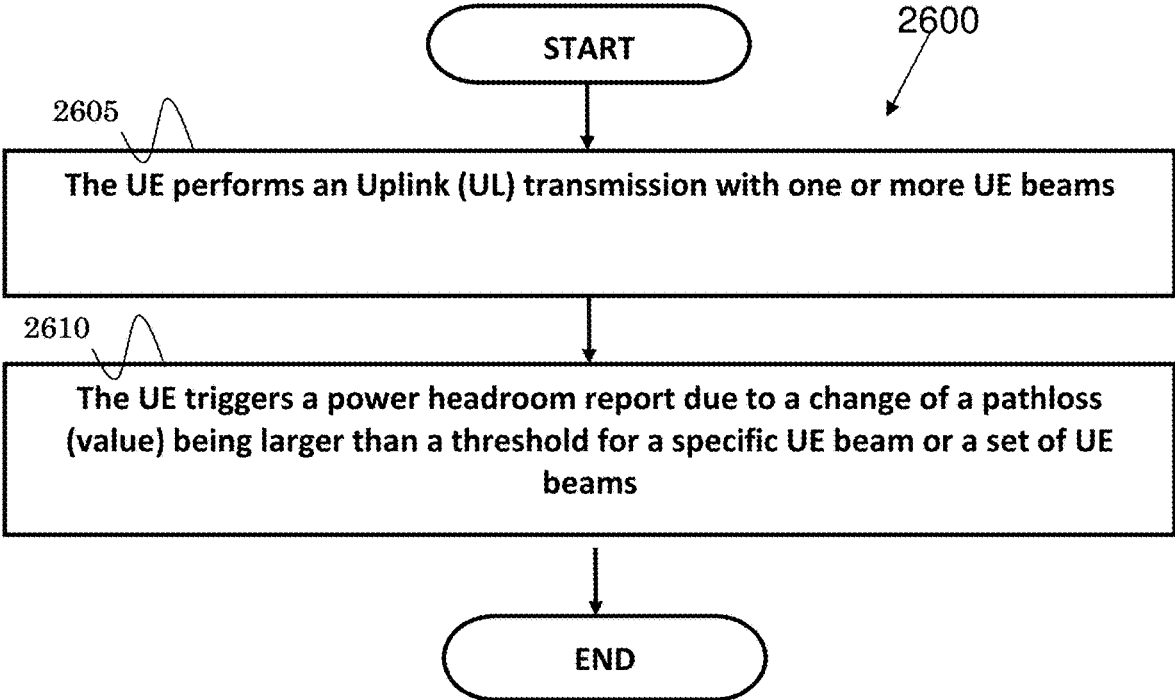 START
2600
2605
The UE performs an Uplink (UL) transmission with one or more UE beams
2610
The UE triggers a power headroom report due to a change of a pathloss
(value) being larger than a threshold for a specific UE beam or a set of UE
beams
END